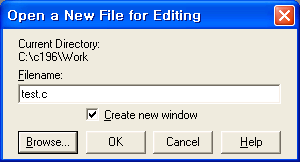 Open a New File for Editing
Current Directory:
C:\c196\Work
Filename:
test.c
Create new window
Browse... OK Cancel Help